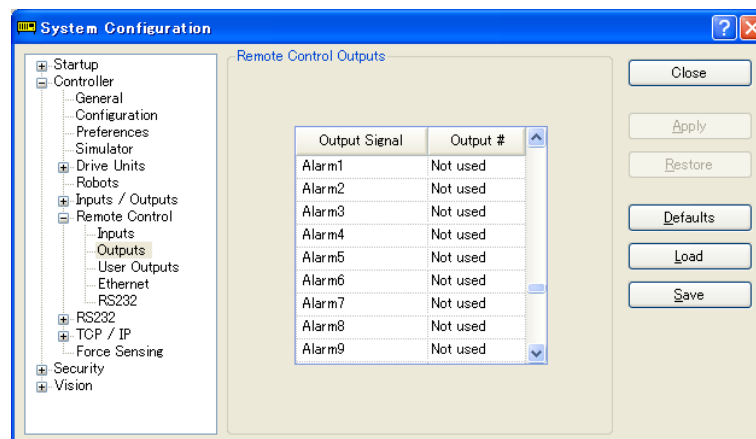 System Configuration
Startup
Controller
General
Configuration
Preferences
Simulator
Drive Units
Robots
Inputs / Outputs
Remote Control
Inputs
Outputs
User Outputs
Ethernet
RS232
RS232
TCP / IP
Force Sensing
Security
Vision
Remote Control Outputs
Output Signal Output #
Alarm1 Not used
Alarm2 Not used
Alarm3 Not used
Alarm4 Not used
Alarm5 Not used
Alarm6 Not used
Alarm7 Not used
Alarm8 Not used
Alarm9 Not used
Close
Apply
Restore
Defaults
Load
Save